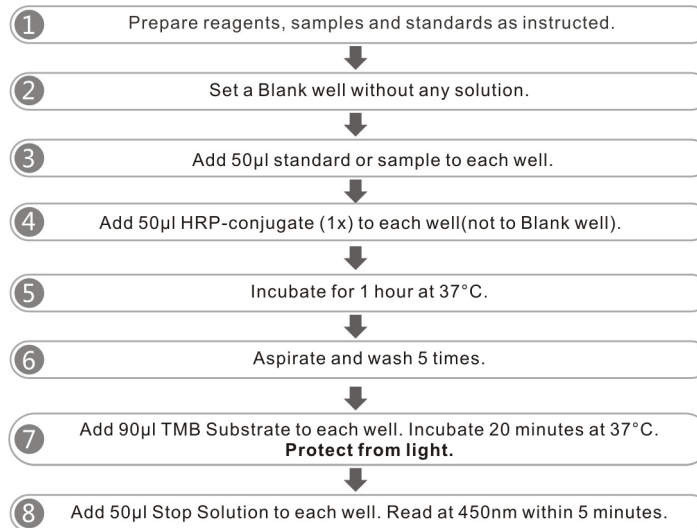 1 Prepare reagents, samples and standards as instructed.
2 Set a Blank well without any solution.
3 Add 50µl standard or sample to each well.
4 Add 50µl HRP-conjugate (1x) to each well(not to Blank well).
5 Incubate for 1 hour at 37°C.
6 Aspirate and wash 5 times.
7 Add 90µl TMB Substrate to each well. Incubate 20 minutes at 37°C.
Protect from light.
8 Add 50µl Stop Solution to each well. Read at 450nm within 5 minutes.